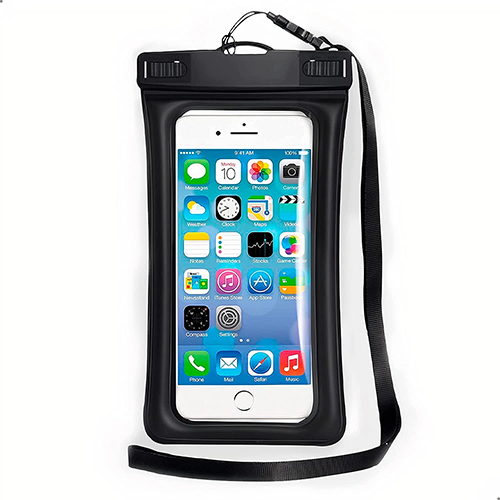 9:41 AM 100%
MONDAY
10
Messages Calendar Photos Camera
Weather Clock Maps Videos
Notes Reminders Stocks Game Center
Newsstand iTunes Store App Store Passbook
Compass Settings
Phone Mail Safari Music